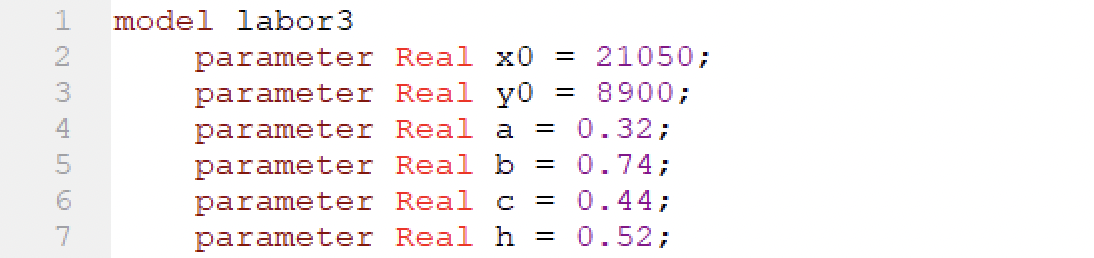 1 model labor3
2 parameter Real x0 = 21050;
3 parameter Real y0 = 8900;
4 parameter Real a = 0.32;
5 parameter Real b = 0.74;
6 parameter Real c = 0.44;
7 parameter Real h = 0.52;